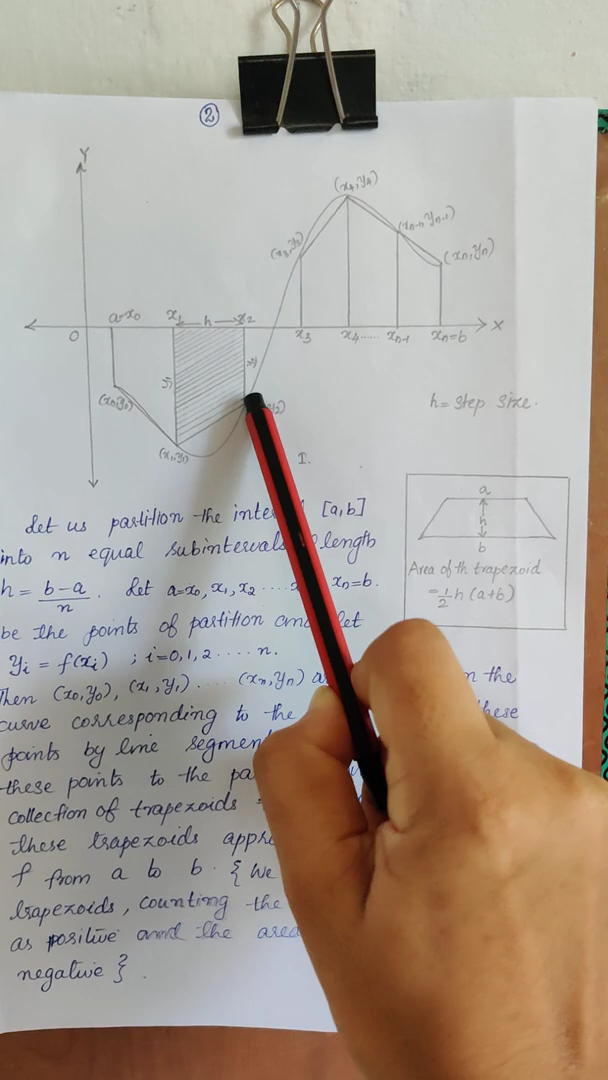 2
Y
(x4,y4)
(xn-1,yn-1)
(x3,y3)
(xn,yn)
a=x0 x1 h x2
0 x3 x4...... xn-1 xn=b X
y1
(x0,y0)
(x1,y1)
h= step size.
I.
a
h
b
Area of th trapezoid
=1/2 h (a+b)
Let us partition the [a,b]
into n equal subintervals length
h = b-a/n . Let a=x0, x1, x2 ..... xn=b.
be the points of partition and let
yi = f(xi) ; i=0,1,2 ..... n.
Then (x0,y0), (x1,y1) ..... (xn,yn) the
curve corresponding to the these
points by line
these points to the
collection of trapezoids
these trapezoids
f from a to b. {We
trapezoids, counting the
as positive and the
negative}.